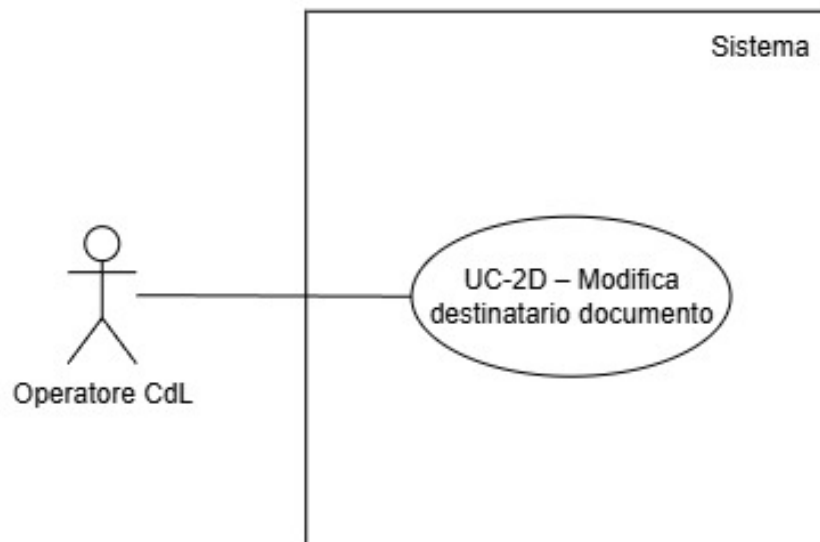 Sistema
UC-2D – Modifica
destinatario documento
Operatore CdL